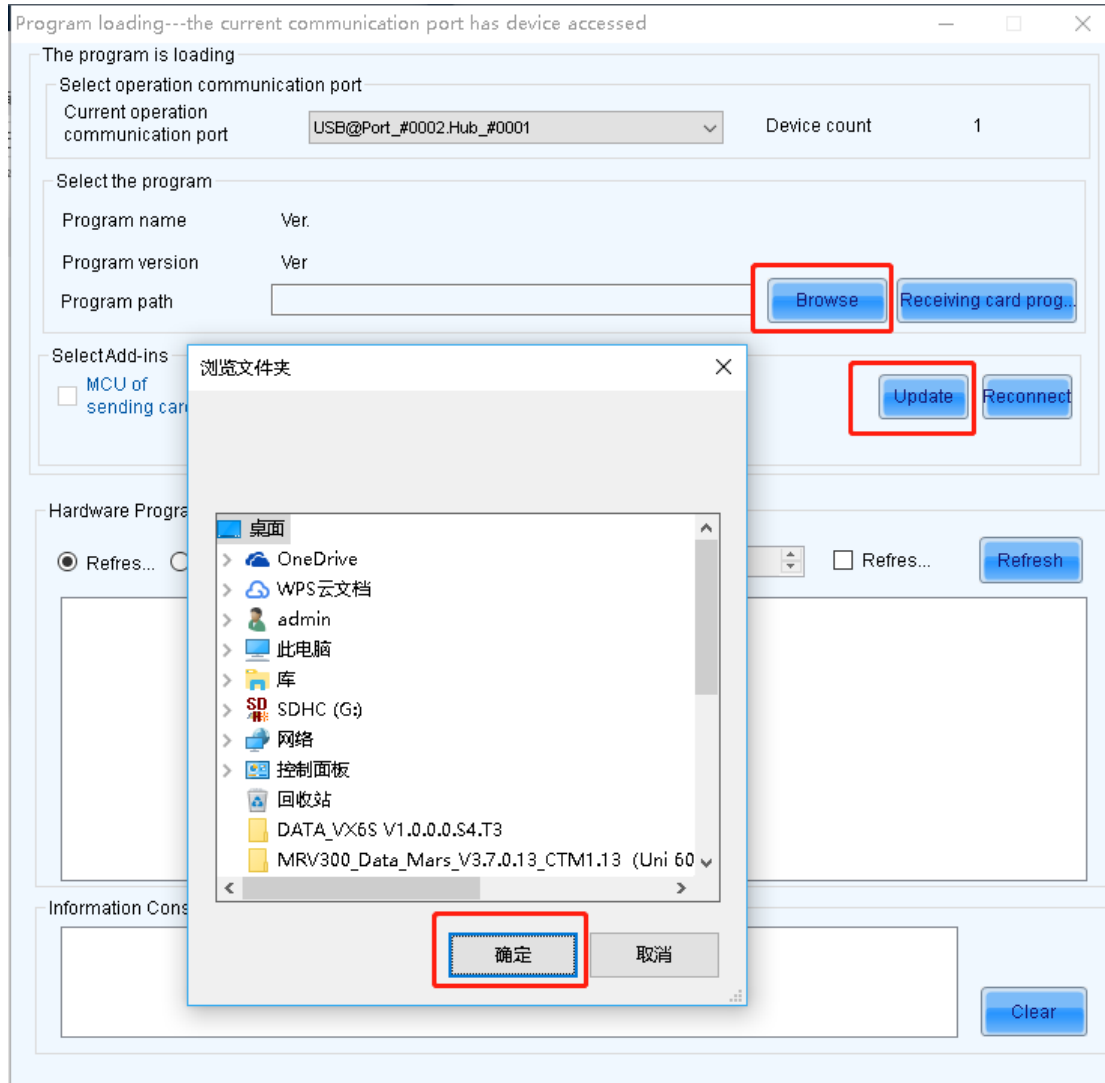 Program loading---the current communication port has device accessed
The program is loading
Select operation communication port
Current operation
communication port
USB@Port_#0002.Hub_#0001
Device count
1
Select the program
Program name
Ver.
Program version
Ver
Program path
Browse
Receiving card prog...
Select Add-ins
MCU of
sending
Update
Reconnect
浏览文件夹
桌面
OneDrive
WPS云文档
admin
此电脑
库
SDHC (G:)
网络
控制面板
回收站
DATA_VX6S V1.0.0.0.S4.T3
MRV300_Data_Mars_V3.7.0.13_CTM1.13 (Uni 60
确定
取消
Hardware
Refres...
Refres...
Refresh
Information
Clear